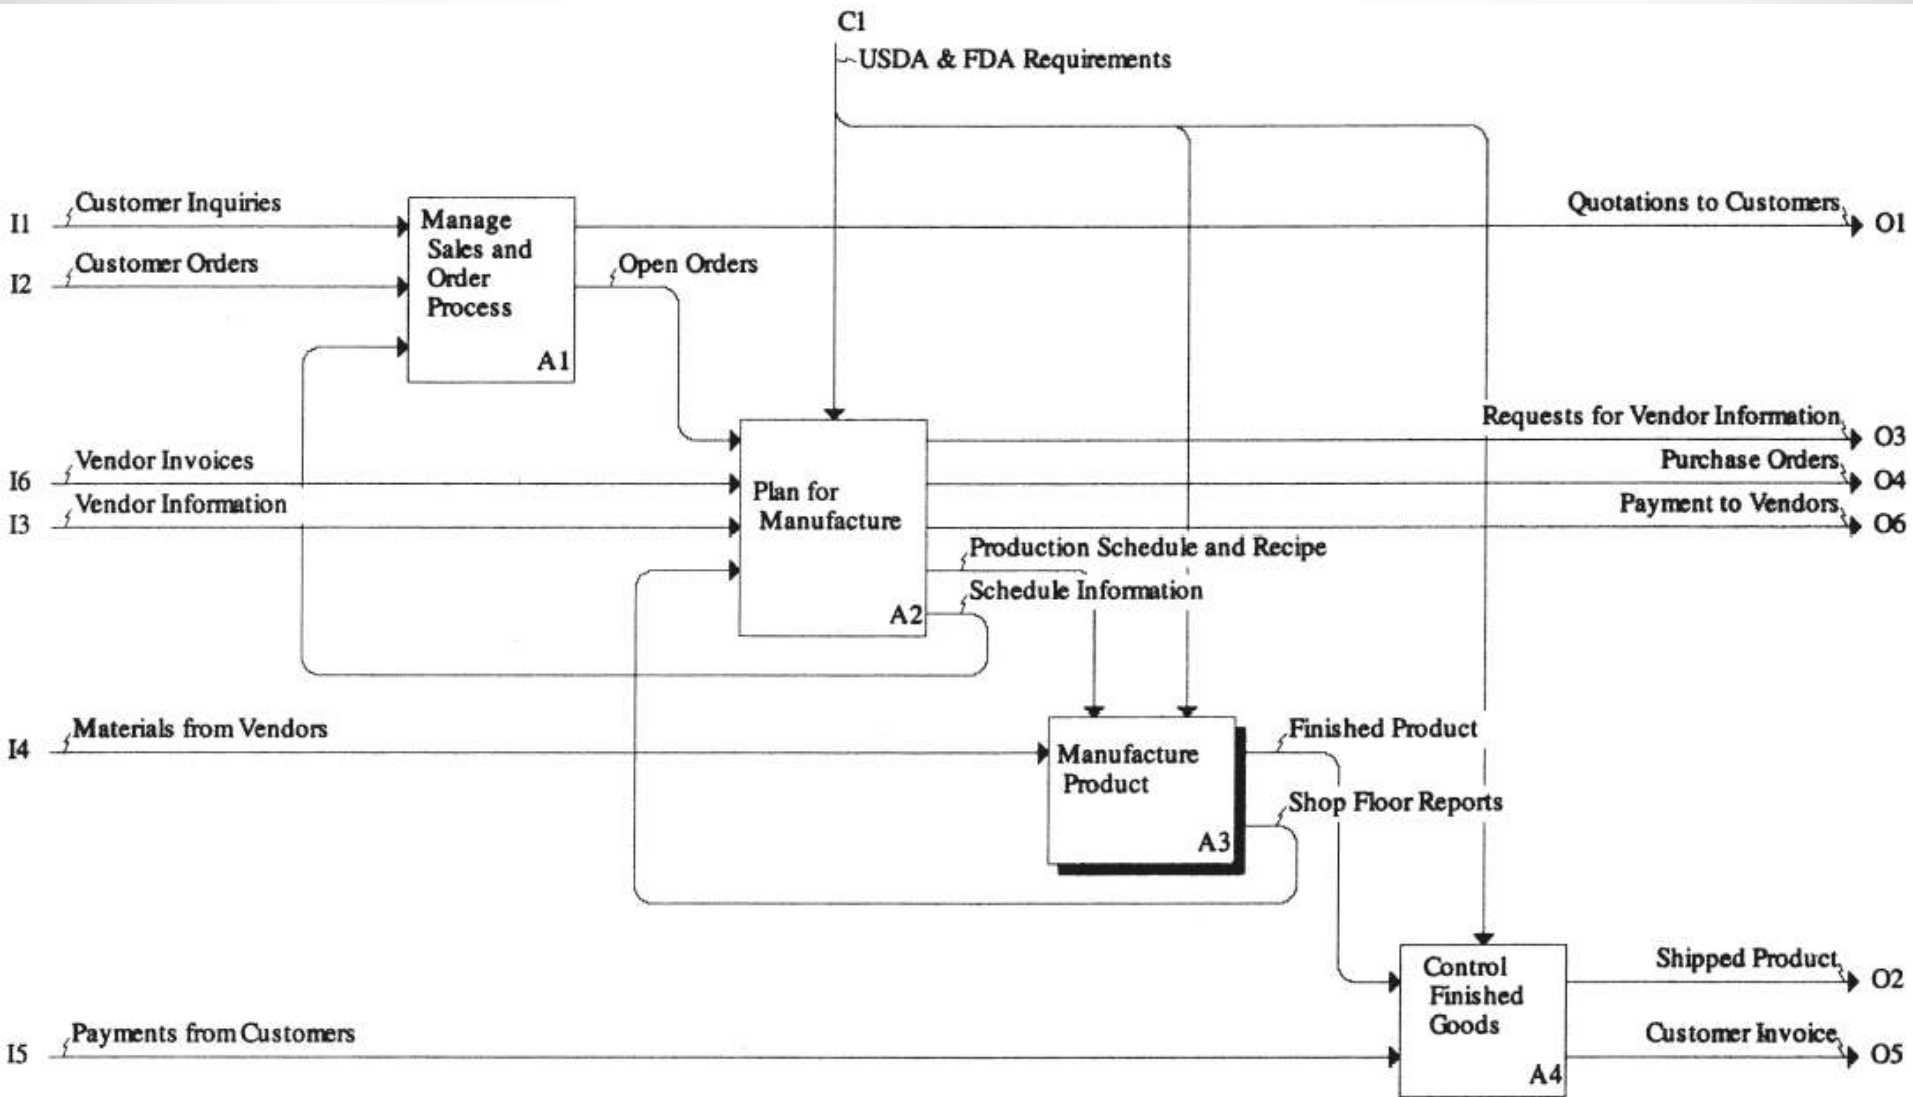 C1
USDA & FDA Requirements
Customer Inquiries
I1
Quotations to Customers
O1
Manage
Sales and
Order
Process
A1
Customer Orders
I2
Open Orders
Requests for Vendor Information
O3
Vendor Invoices
I6
Purchase Orders
O4
Vendor Information
I3
Payment to Vendors
O6
Plan for
Manufacture
A2
Production Schedule and Recipe
Schedule Information
Materials from Vendors
I4
Manufacture
Product
A3
Finished Product
Shop Floor Reports
Control
Finished
Goods
A4
Shipped Product
O2
Payments from Customers
I5
Customer Invoice
O5